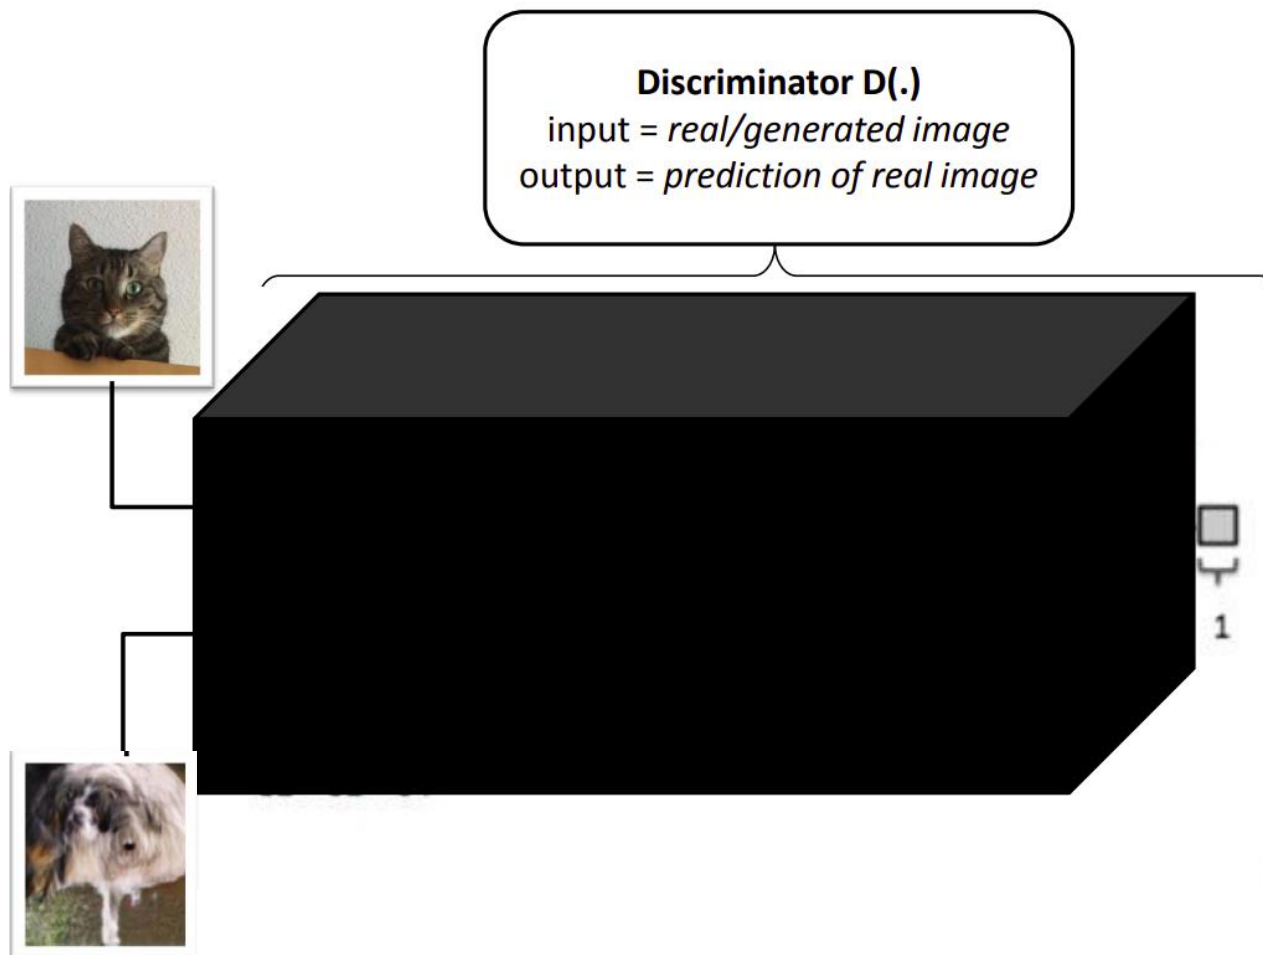 Discriminator D(.)
input = real/generated image
output = prediction of real image
1